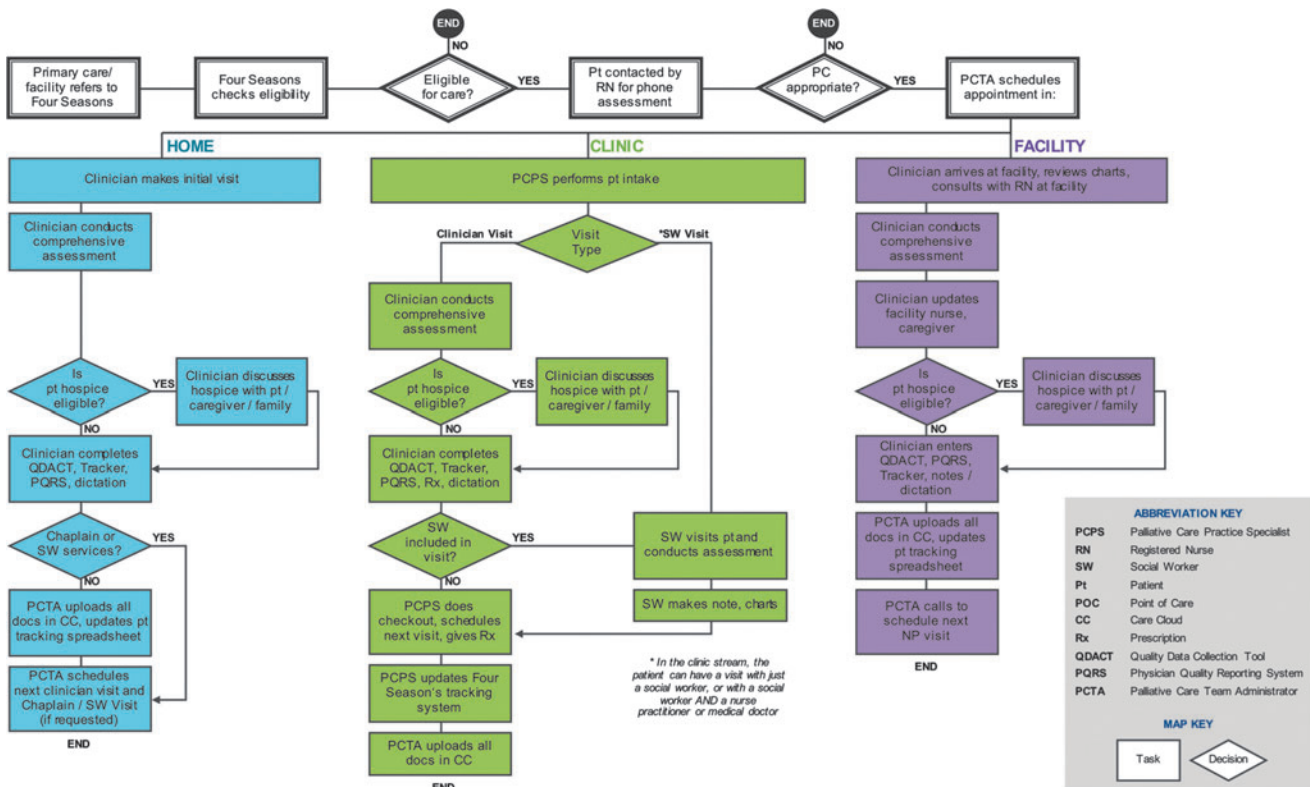 END
END
NO
NO
Primary care/
facility refers to
Four Seasons
Four Seasons
checks eligibility
Eligible
for care?
YES
Pt contacted by
RN for phone
assessment
PC
appropriate?
YES
PCTA schedules
appointment in:
HOME
Clinician makes initial visit
Clinician conducts
comprehensive
assessment
Is
pt hospice
eligible?
YES
Clinician discusses
hospice with pt /
caregiver / family
NO
Clinician completes
QDACT, Tracker,
PQRS, dictation
Chaplain or
SW services?
YES
NO
PCTA uploads all
docs in CC, updates pt
tracking spreadsheet
PCTA schedules
next clinician visit and
Chaplain / SW Visit
(if requested)
END
CLINIC
PCPS performs pt intake
Clinician Visit
Visit
Type
*SW Visit
Clinician conducts
comprehensive
assessment
Is
pt hospice
eligible?
YES
Clinician discusses
hospice with pt /
caregiver / family
NO
Clinician completes
QDACT, Tracker,
PQRS, Rx, dictation
SW
included in
visit?
YES
SW visits pt and
conducts assessment
NO
SW makes note, charts
PCPS does
checkout, schedules
next visit, gives Rx
PCPS updates Four
Season's tracking
system
PCTA uploads all
docs in CC
END
* In the clinic stream, the
patient can have a visit with just
a social worker, or with a social
worker AND a nurse
practitioner or medical doctor
FACILITY
Clinician arrives at facility, reviews charts,
consults with RN at facility
Clinician conducts
comprehensive
assessment
Clinician updates
facility nurse,
caregiver
Is
pt hospice
eligible?
YES
Clinician discusses
hospice with pt /
caregiver / family
NO
Clinician enters
QDACT, PQRS,
Tracker, notes /
dictation
PCTA uploads all
docs in CC, updates
pt tracking
spreadsheet
PCTA calls to
schedule next
NP visit
END
ABBREVIATION KEY
PCPS Palliative Care Practice Specialist
RN Registered Nurse
SW Social Worker
Pt Patient
POC Point of Care
CC Care Cloud
Rx Prescription
QDACT Quality Data Collection Tool
PQRS Physician Quality Reporting System
PCTA Palliative Care Team Administrator
MAP KEY
Task
Decision